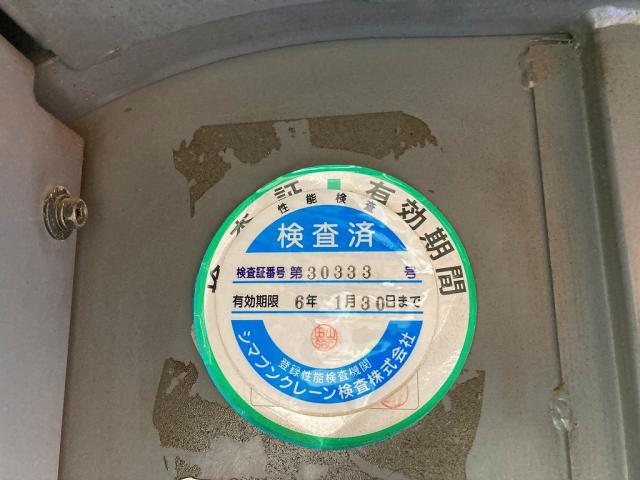 有効期間
性能検査
検査済
検査証番号 第 30333 号
有効期限 6年 1月30日まで
登録性能検査機関
シマブンクレーン検査株式会社